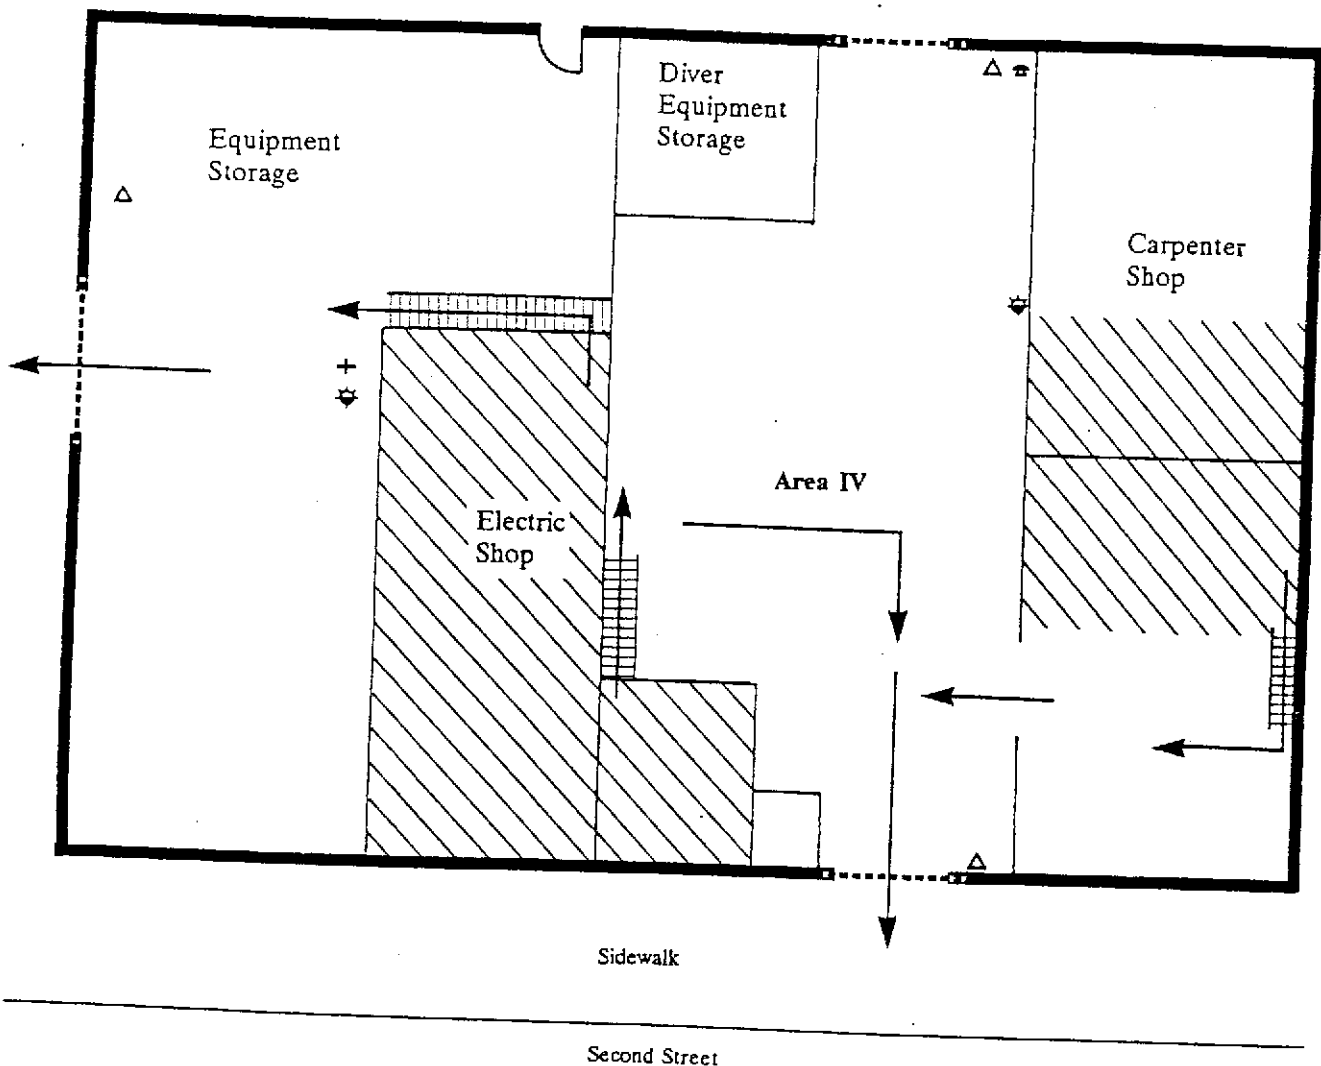 Diver
Equipment
Storage
Equipment
Storage
Carpenter
Shop
Area IV
Electric
Shop
Sidewalk
Second Street